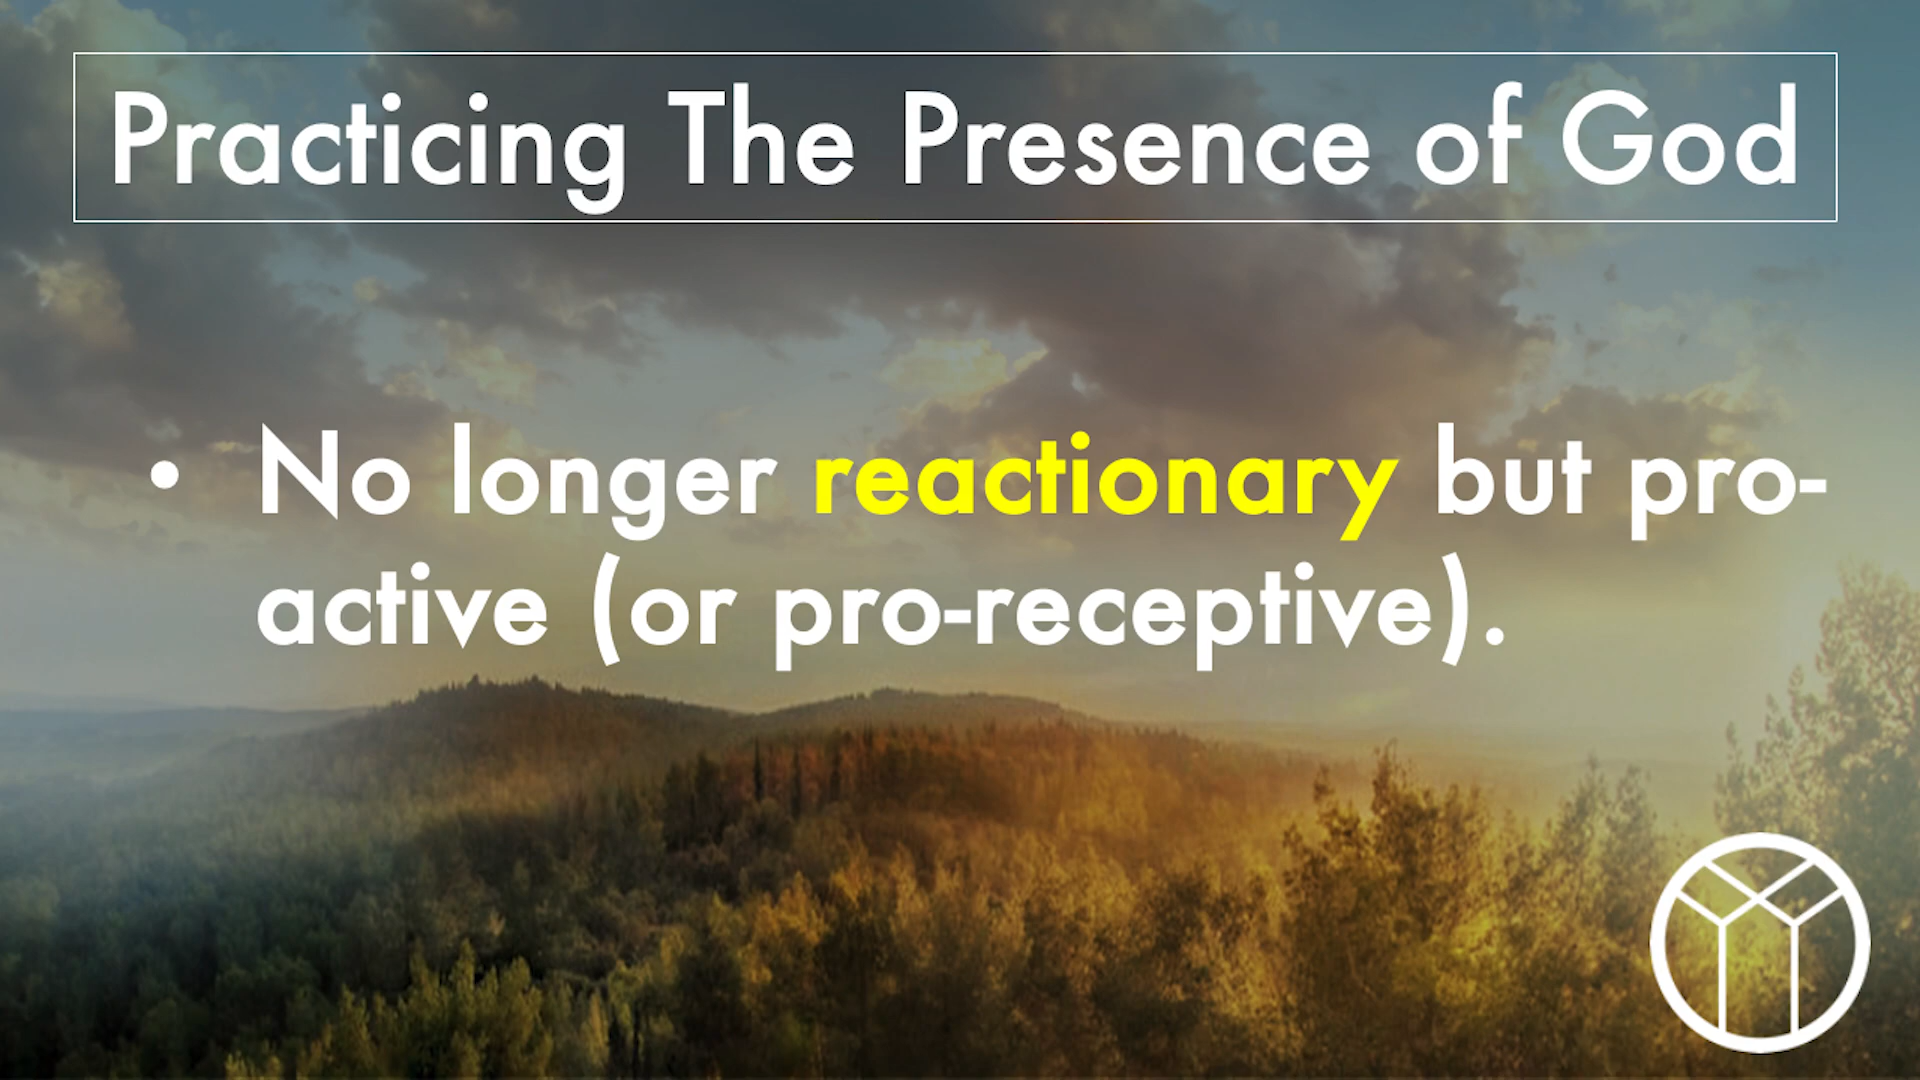 Practicing The Presence of God
• No longer reactionary but pro-
active (or pro-receptive).